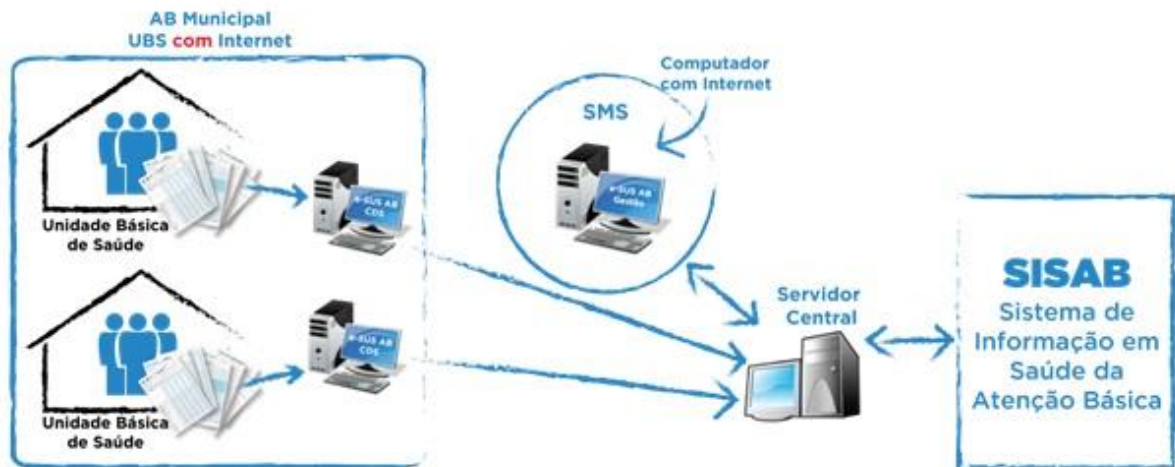 AB Municipal
UBS com Internet
Unidade Básica
de Saúde
e-SUS AB
CDS
Unidade Básica
de Saúde
e-SUS AB
CDS
Computador
com Internet
SMS
e-SUS AB
Gestão
Servidor
Central
SISAB
Sistema de
Informação em
Saúde da
Atenção Básica